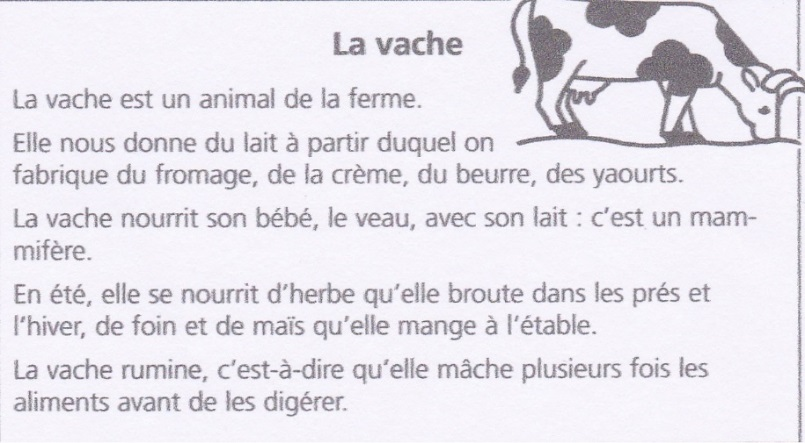 La vache
La vache est un animal de la ferme.
Elle nous donne du lait à partir duquel on
fabrique du fromage, de la crème, du beurre, des yaourts.
La vache nourrit son bébé, le veau, avec son lait : c'est un mam-
mifère.
En été, elle se nourrit d'herbe qu'elle broute dans les prés et
l'hiver, de foin et de maïs qu'elle mange à l'étable.
La vache rumine, c'est-à-dire qu'elle mâche plusieurs fois les
aliments avant de les digérer.